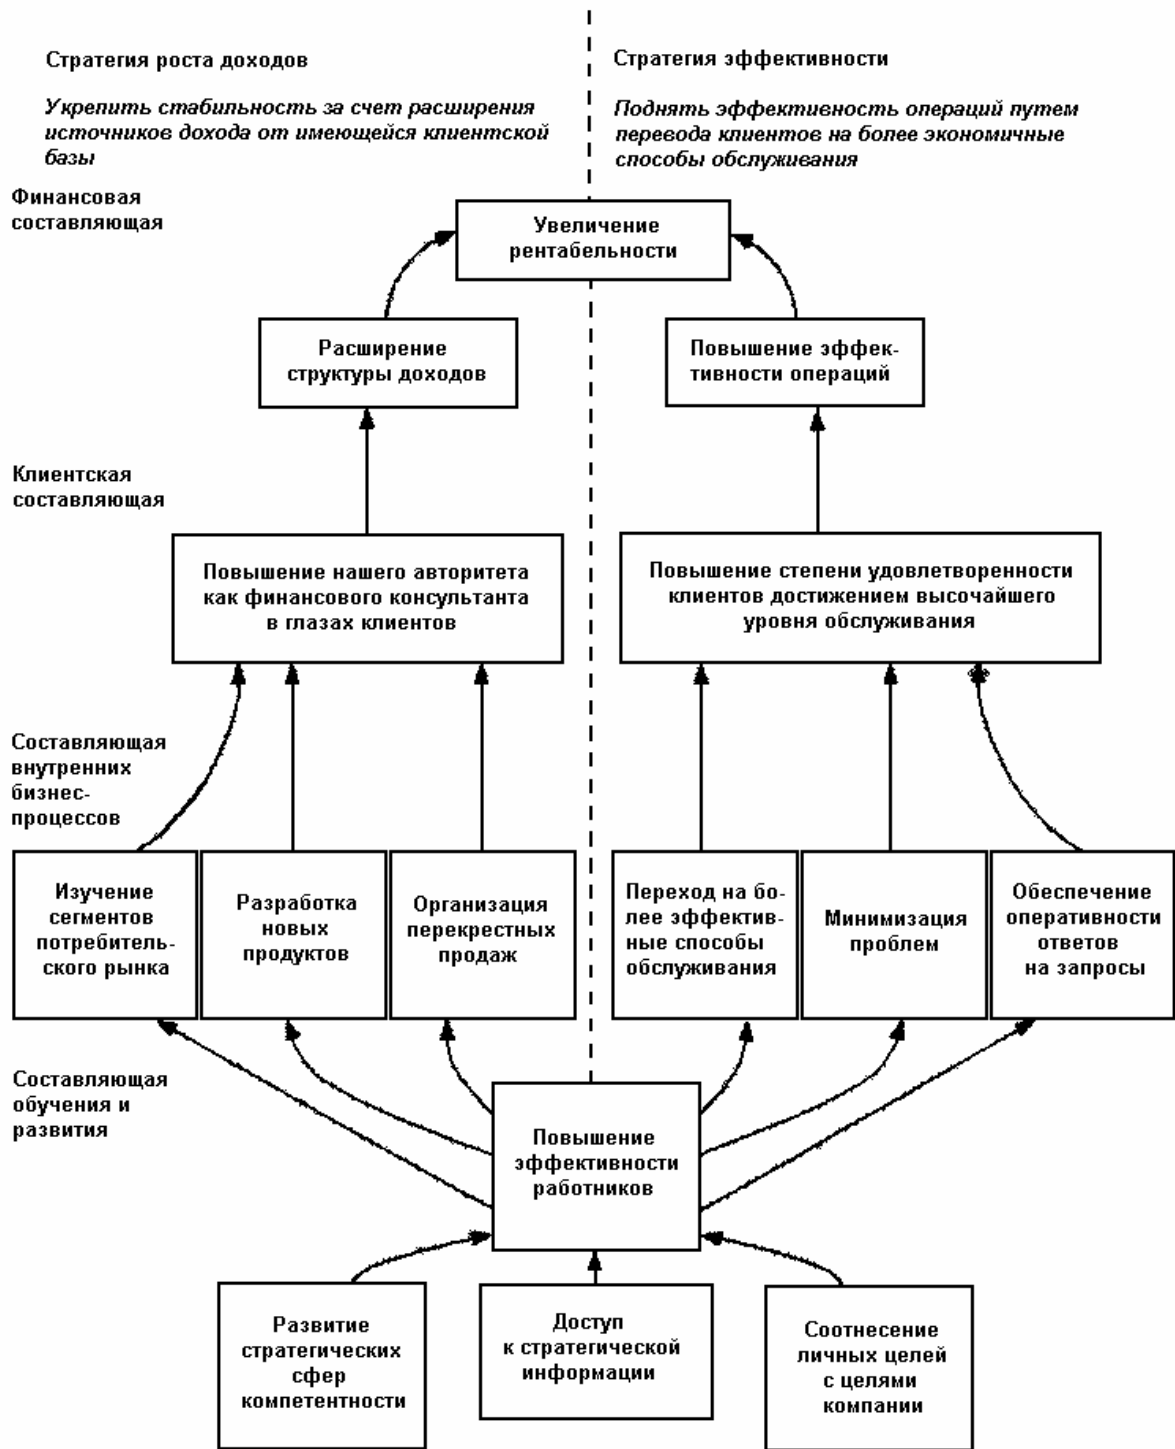 Стратегия роста доходов
Укрепить стабильность за счет расширения
источников дохода от имеющейся клиентской
базы
Стратегия эффективности
Поднять эффективность операций путем
перевода клиентов на более экономичные
способы обслуживания
Финансовая
составляющая
Увеличение
рентабельности
Расширение
структуры доходов
Повышение эффек-
тивности операций
Клиентская
составляющая
Повышение нашего авторитета
как финансового консультанта
в глазах клиентов
Повышение степени удовлетворенности
клиентов достижением высочайшего
уровня обслуживания
Составляющая
внутренних
бизнес-
процессов
Изучение
сегментов
потребитель-
ского рынка
Разработка
новых
продуктов
Организация
перекрестных
продаж
Переход на бо-
лее эффектив-
ные способы
обслуживания
Минимизация
проблем
Обеспечение
оперативности
ответов
на запросы
Составляющая
обучения и
развития
Повышение
эффективности
работников
Развитие
стратегических
сфер
компетентности
Доступ
к стратегической
информации
Соотнесение
личных целей
с целями
компании